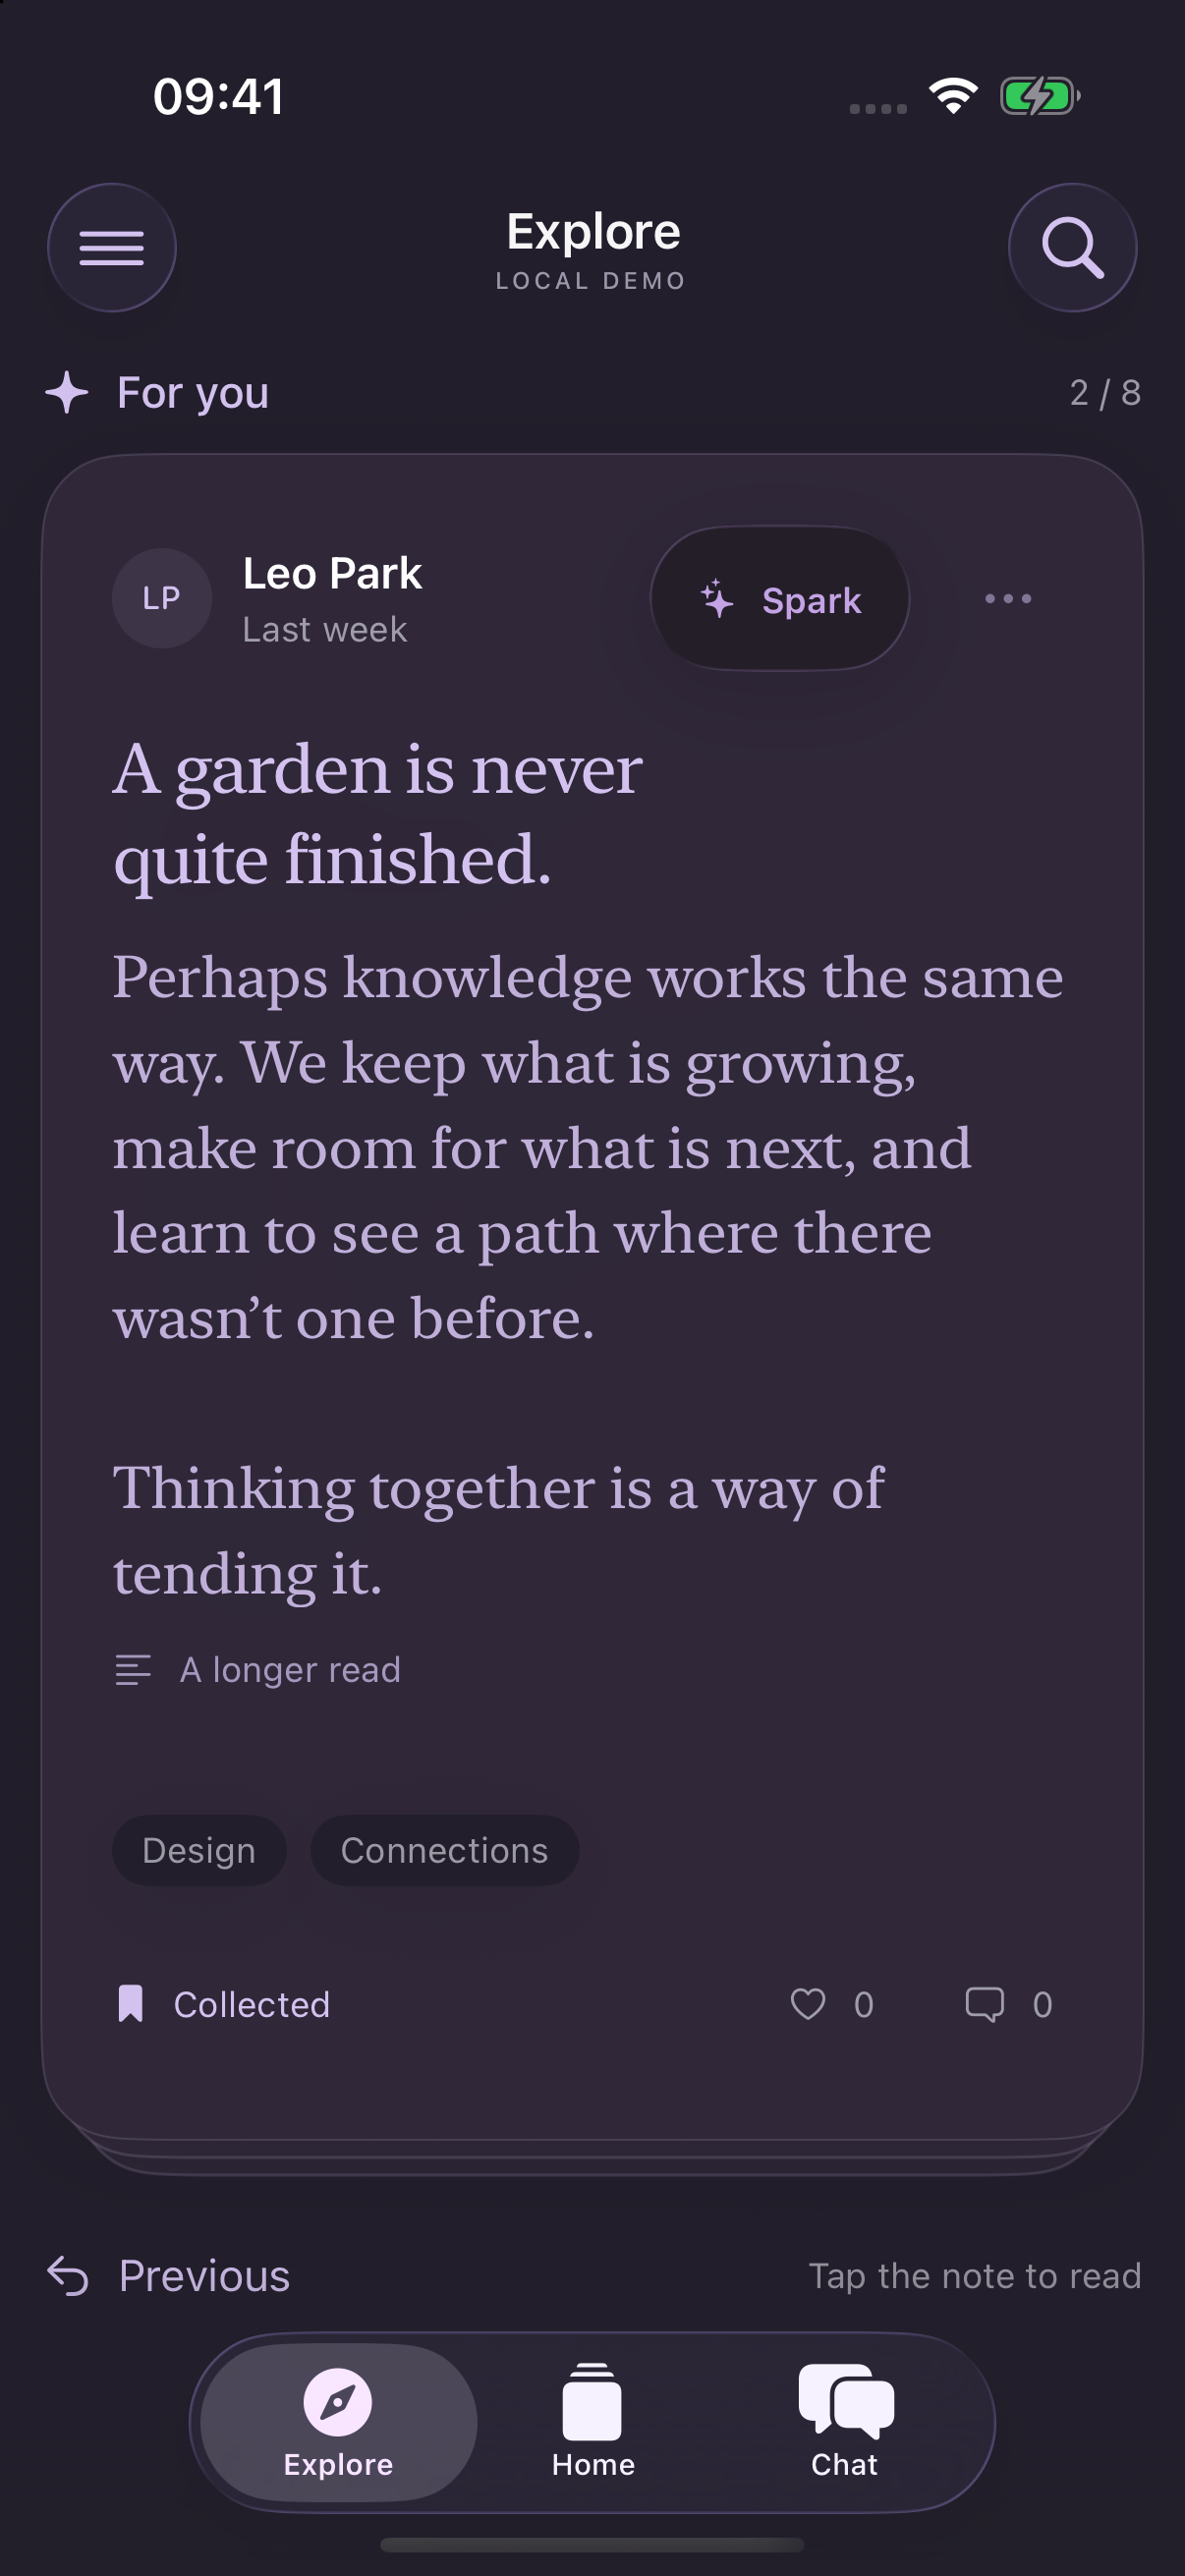 09:41
Explore
LOCAL DEMO
For you
2 / 8
LP
Leo Park
Last week
Spark
A garden is never
quite finished.
Perhaps knowledge works the same
way. We keep what is growing,
make room for what is next, and
learn to see a path where there
wasn’t one before.
Thinking together is a way of
tending it.
A longer read
Design
Connections
Collected
0
0
Previous
Tap the note to read
Explore
Home
Chat